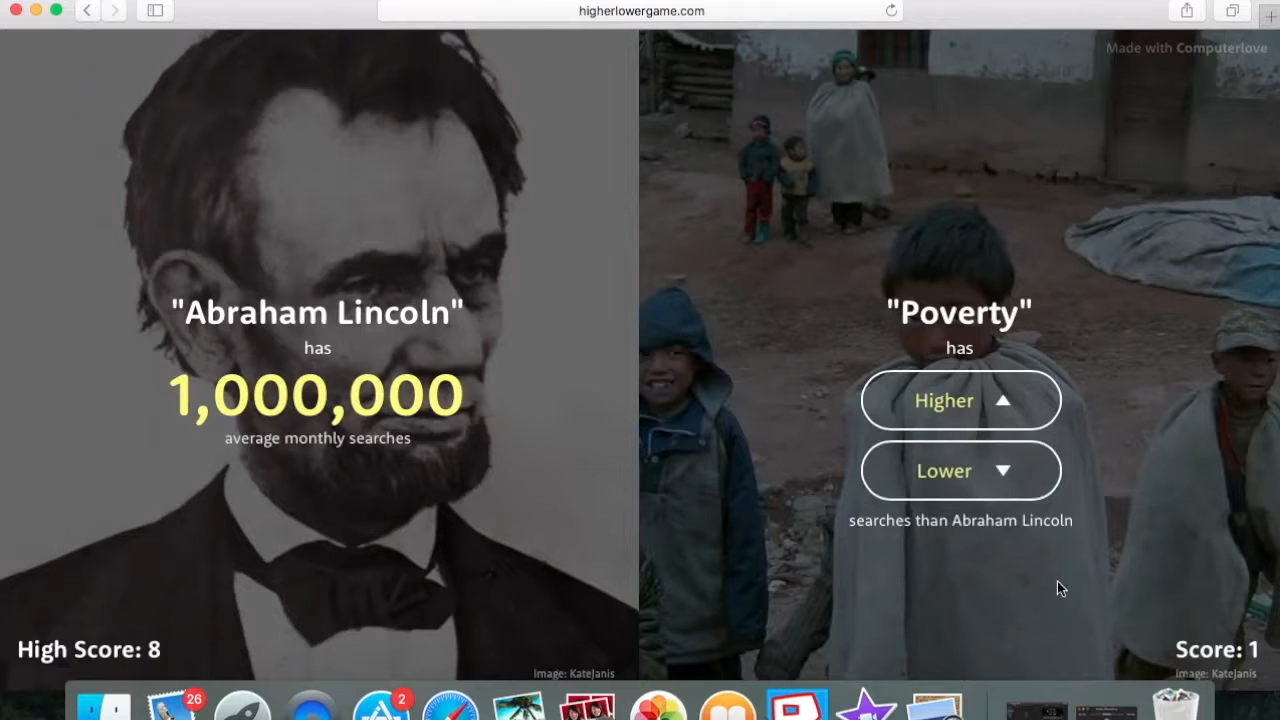 higherlowergame.com
Made with Computerlove
"Abraham Lincoln"
has
1,000,000
average monthly searches
"Poverty"
has
Higher
Lower
searches than Abraham Lincoln
High Score: 8
Image: KateJanis
Score: 1
Image: KateJanis
26
2